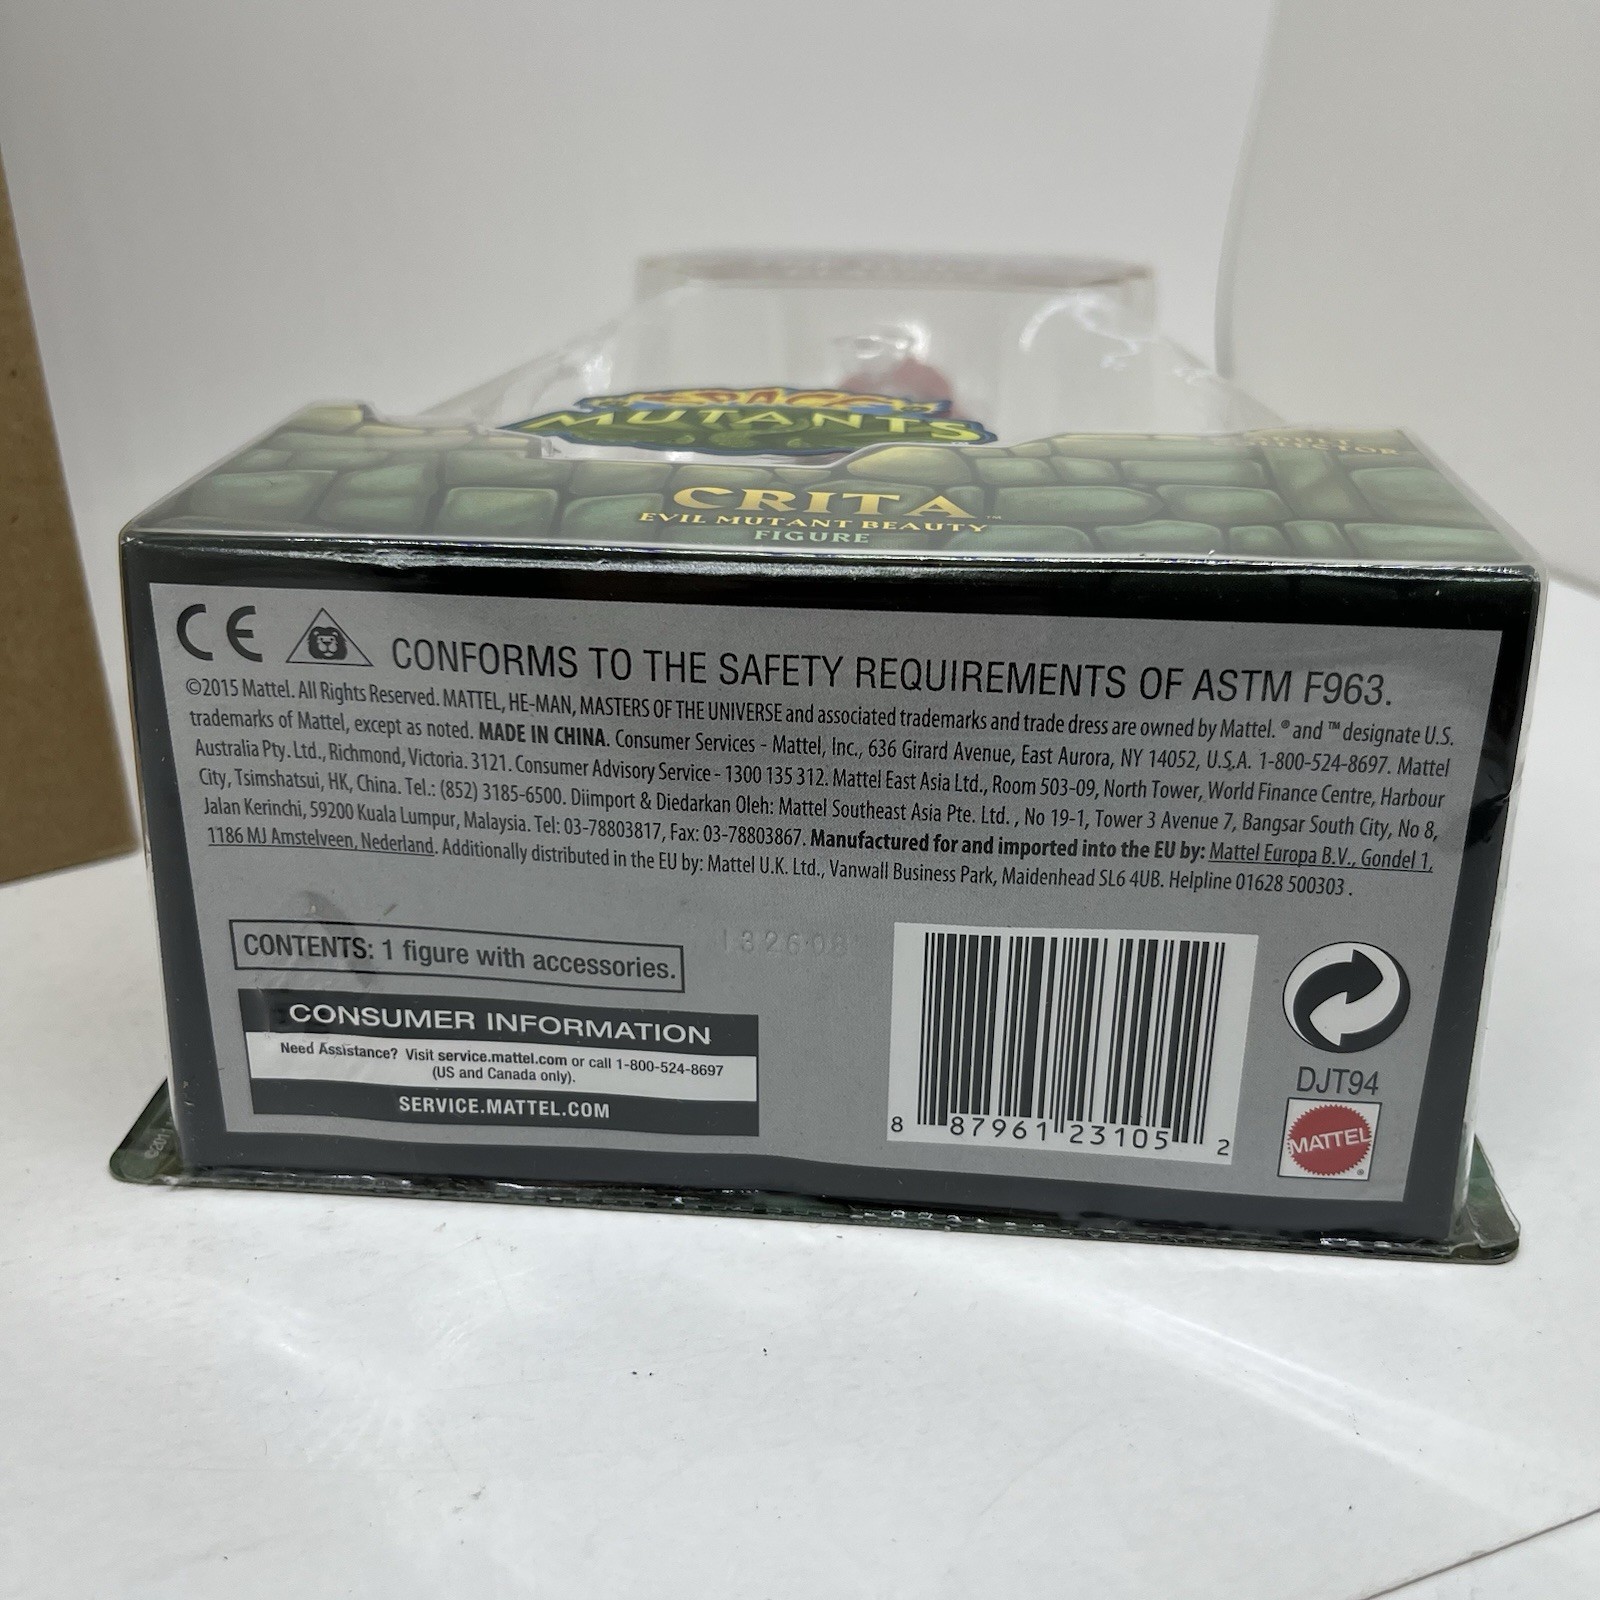 SPACE
MUTANTS
ADULT
COLLECTOR
CRITA™
EVIL MUTANT BEAUTY
FIGURE
CE CONFORMS TO THE SAFETY REQUIREMENTS OF ASTM F963.
©2015 Mattel. All Rights Reserved. MATTEL, HE-MAN, MASTERS OF THE UNIVERSE and associated trademarks and trade dress are owned by Mattel. ® and ™ designate U.S.
trademarks of Mattel, except as noted. MADE IN CHINA. Consumer Services - Mattel, Inc., 636 Girard Avenue, East Aurora, NY 14052, U.S.A. 1-800-524-8697. Mattel
Australia Pty. Ltd., Richmond, Victoria. 3121. Consumer Advisory Service - 1300 135 312. Mattel East Asia Ltd., Room 503-09, North Tower, World Finance Centre, Harbour
City, Tsimshatsui, HK, China. Tel.: (852) 3185-6500. Diimport & Diedarkan Oleh: Mattel Southeast Asia Pte. Ltd. , No 19-1, Tower 3 Avenue 7, Bangsar South City, No 8,
Jalan Kerinchi, 59200 Kuala Lumpur, Malaysia. Tel: 03-78803817, Fax: 03-78803867. Manufactured for and imported into the EU by: Mattel Europa B.V., Gondel 1,
1186 MJ Amstelveen, Nederland. Additionally distributed in the EU by: Mattel U.K. Ltd., Vanwall Business Park, Maidenhead SL6 4UB. Helpline 01628 500303 .
CONTENTS: 1 figure with accessories.
CONSUMER INFORMATION
Need Assistance? Visit service.mattel.com or call 1-800-524-8697
(US and Canada only).
SERVICE.MATTEL.COM
8 87961 23105 2
DJT94
MATTEL®